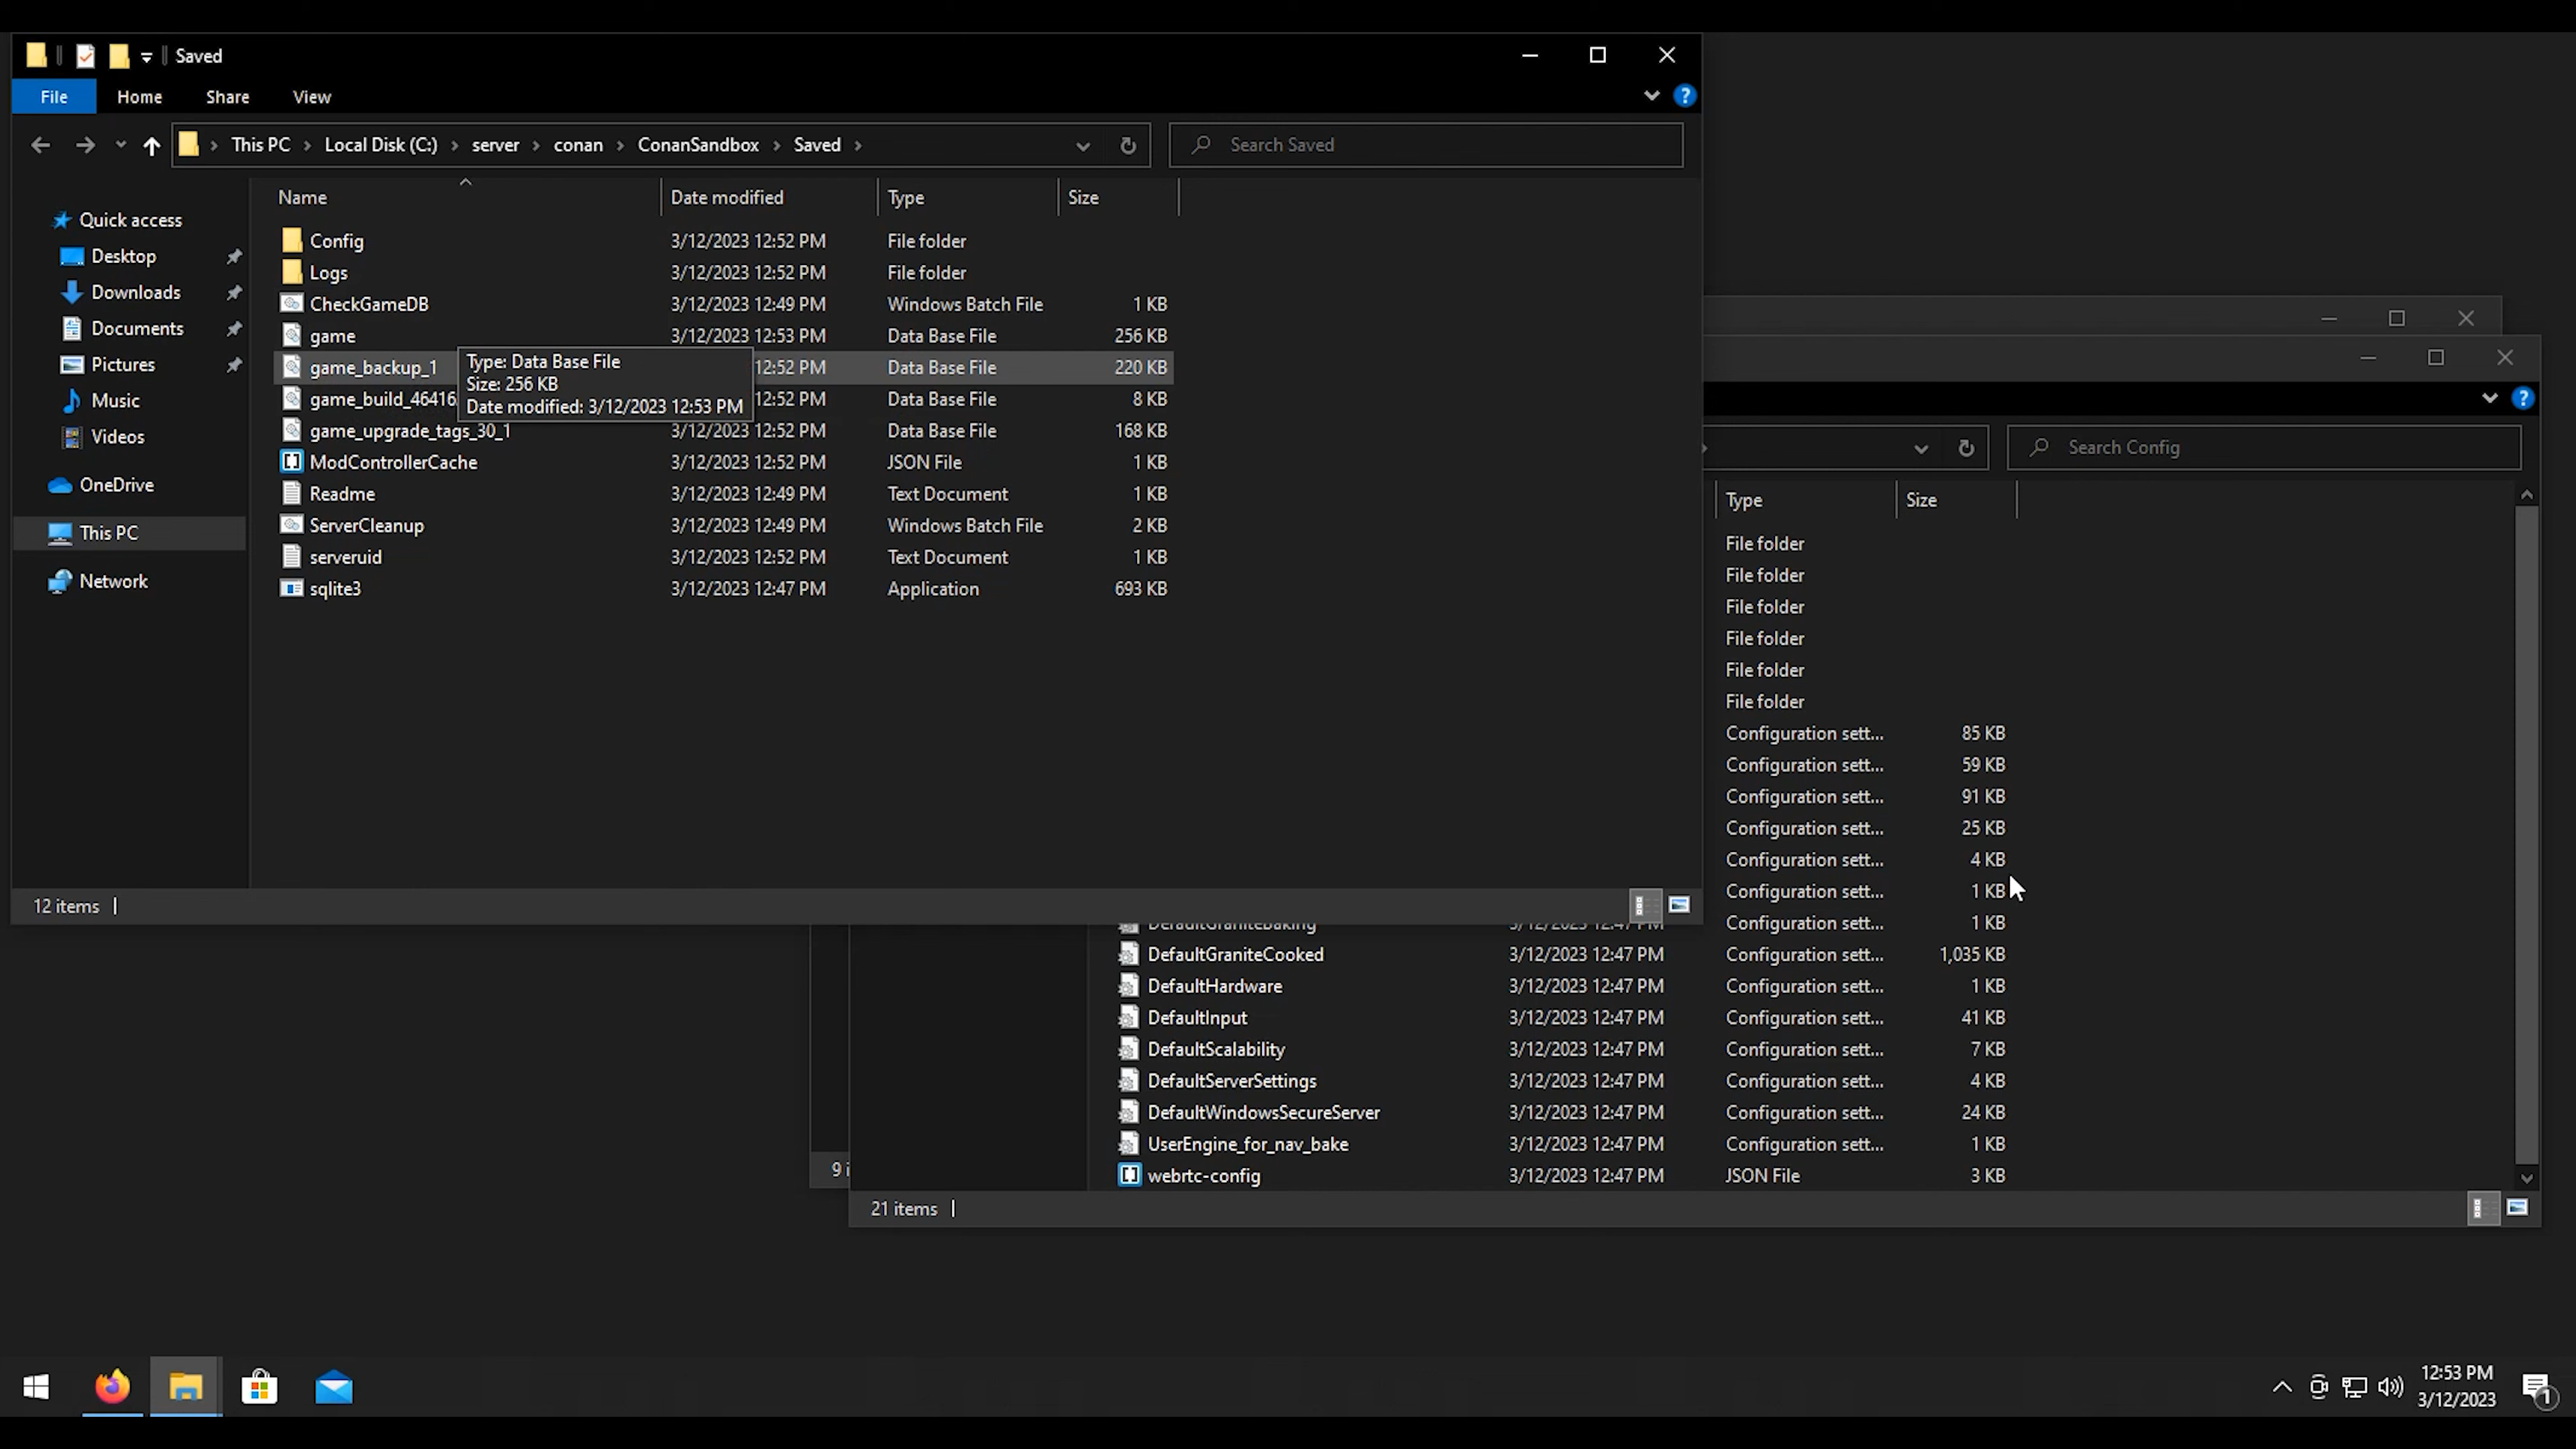 Saved
File Home Share View
This PC Local Disk (C:) server conan ConanSandbox Saved
Search Saved
Quick access
Desktop
Downloads
Documents
Pictures
Music
Videos
OneDrive
This PC
Network
Name Date modified Type Size
Config 3/12/2023 12:52 PM File folder
Logs 3/12/2023 12:52 PM File folder
CheckGameDB 3/12/2023 12:49 PM Windows Batch File 1 KB
game 3/12/2023 12:53 PM Data Base File 256 KB
game_backup_1 12:52 PM Data Base File 220 KB
game_build_46416 12:52 PM Data Base File 8 KB
game_upgrade_tags_30_1 3/12/2023 12:52 PM Data Base File 168 KB
ModControllerCache 3/12/2023 12:52 PM JSON File 1 KB
Readme 3/12/2023 12:49 PM Text Document 1 KB
ServerCleanup 3/12/2023 12:49 PM Windows Batch File 2 KB
serveruid 3/12/2023 12:52 PM Text Document 1 KB
sqlite3 3/12/2023 12:47 PM Application 693 KB
Type: Data Base File
Size: 256 KB
Date modified: 3/12/2023 12:53 PM
12 items
Search Config
Type Size
File folder
File folder
File folder
File folder
File folder
File folder
Configuration sett... 85 KB
Configuration sett... 59 KB
Configuration sett... 91 KB
Configuration sett... 25 KB
Configuration sett... 4 KB
Configuration sett... 1 KB
DefaultGraniteBaking 3/12/2023 12:47 PM Configuration sett... 1 KB
DefaultGraniteCooked 3/12/2023 12:47 PM Configuration sett... 1,035 KB
DefaultHardware 3/12/2023 12:47 PM Configuration sett... 1 KB
DefaultInput 3/12/2023 12:47 PM Configuration sett... 41 KB
DefaultScalability 3/12/2023 12:47 PM Configuration sett... 7 KB
DefaultServerSettings 3/12/2023 12:47 PM Configuration sett... 4 KB
DefaultWindowsSecureServer 3/12/2023 12:47 PM Configuration sett... 24 KB
UserEngine_for_nav_bake 3/12/2023 12:47 PM Configuration sett... 1 KB
webrtc-config 3/12/2023 12:47 PM JSON File 3 KB
9 i
21 items
12:53 PM
3/12/2023
1